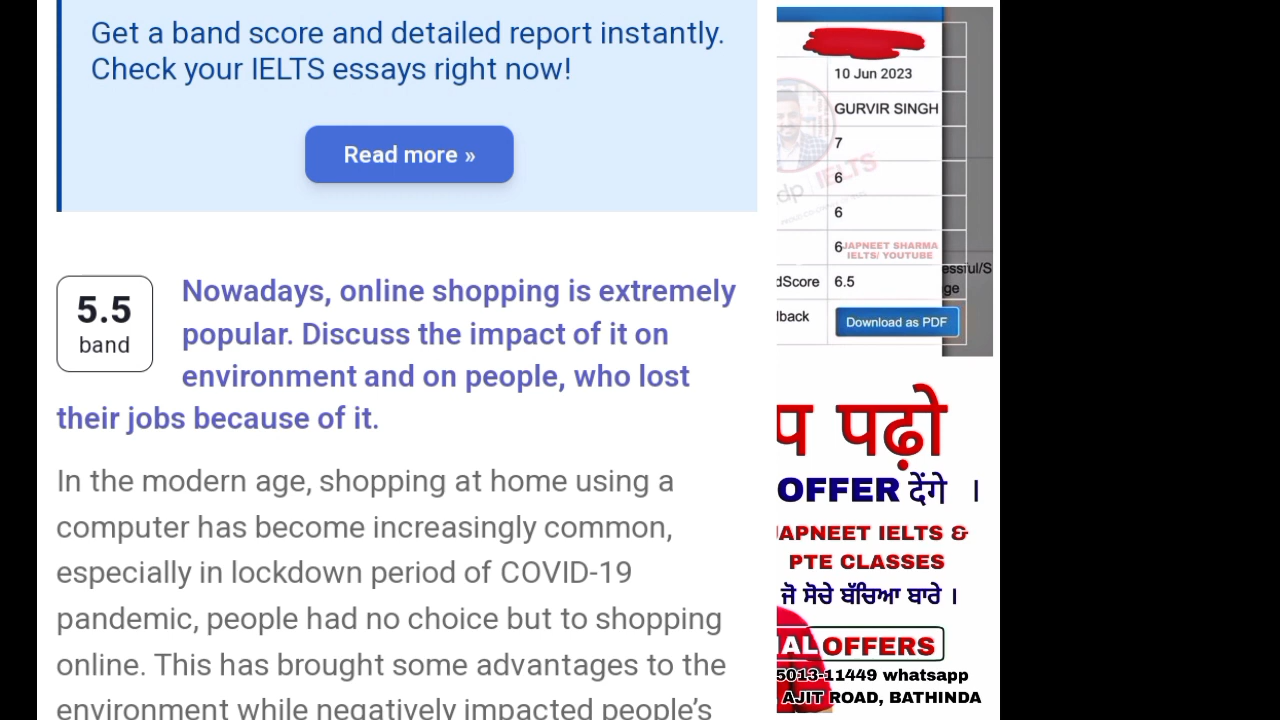 Get a band score and detailed report instantly.
Check your IELTS essays right now!
Read more »
5.5
band
Nowadays, online shopping is extremely
popular. Discuss the impact of it on
environment and on people, who lost
their jobs because of it.
In the modern age, shopping at home using a
computer has become increasingly common,
especially in lockdown period of COVID-19
pandemic, people had no choice but to shopping
online. This has brought some advantages to the
environment while negatively impacted people's
10 Jun 2023
GURVIR SINGH
7
6
6
6
JAPNEET SHARMA
IELTS/ YOUTUBE
dScore 6.5
Download as PDF
IELTS
पढ़ो
OFFER देंगे ।
JAPNEET IELTS &
PTE CLASSES
ਜੋ ਸੋਚੇ ਬੱਚਿਆ ਬਾਰੇ ।
OFFERS
5013-11449 whatsapp
AJIT ROAD, BATHINDA